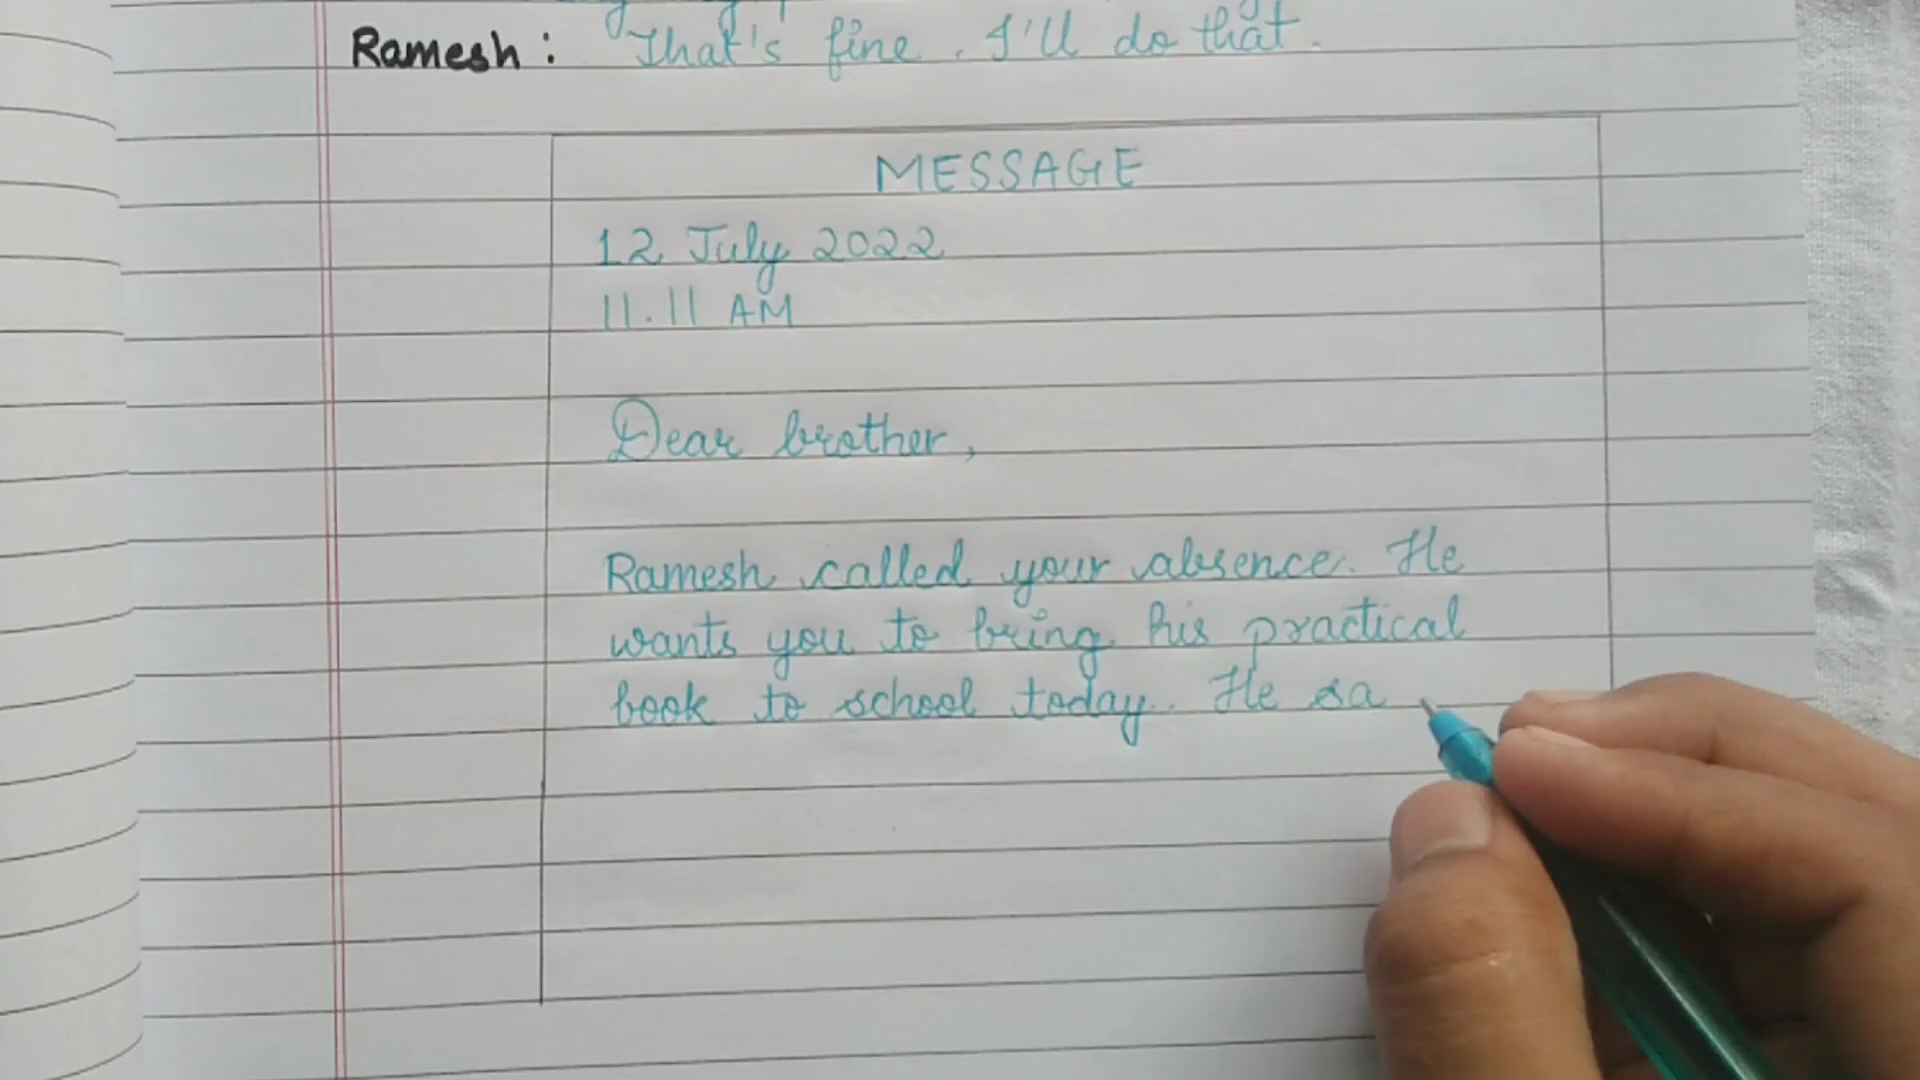 Ramesh : That's fine. I'll do that.
MESSAGE
12 July 2022
11.11 AM
Dear brother,
Ramesh called your absence. He
wants you to bring his practical
book to school today. He sa